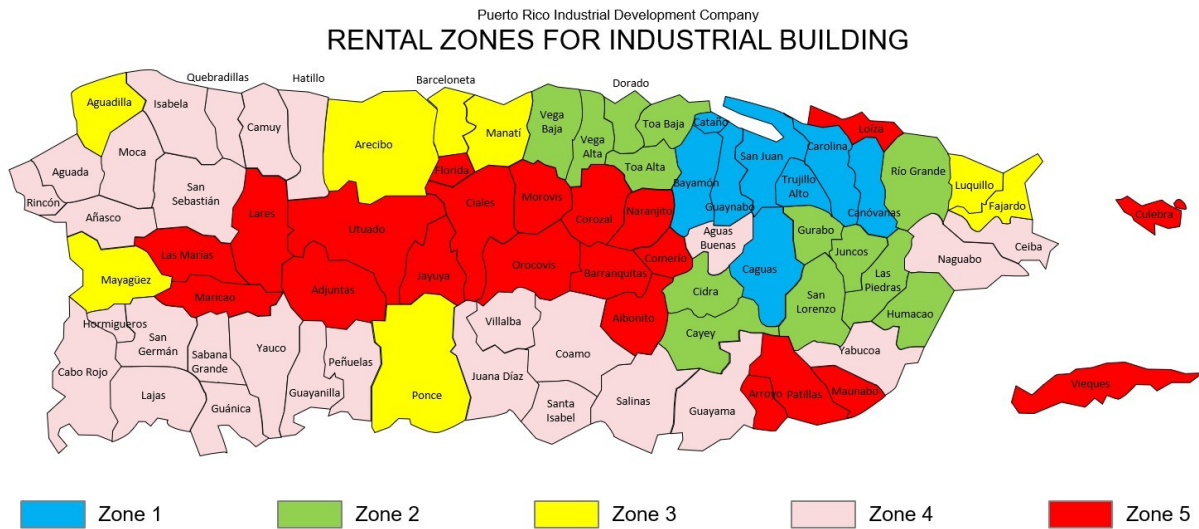 Puerto Rico Industrial Development Company
RENTAL ZONES FOR INDUSTRIAL BUILDING
Quebradillas
Hatillo
Barceloneta
Dorado
Aguadilla
Isabela
Camuy
Arecibo
Manatí
Vega
Baja
Vega
Alta
Toa Baja
Toa Alta
Cataño
San Juan
Carolina
Loíza
Moca
Aguada
Rincón
San
Sebastián
Añasco
Lares
Utuado
Florida
Ciales
Morovis
Corozal
Naranjito
Bayamón
Guaynabo
Trujillo
Alto
Canóvanas
Río Grande
Luquillo
Fajardo
Culebra
Ceiba
Naguabo
Mayagüez
Las Marías
Maricao
Adjuntas
Jayuya
Orocovis
Barranquitas
Comerío
Aguas
Buenas
Caguas
Gurabo
Juncos
Las
Piedras
Humacao
San
Lorenzo
Cidra
Cayey
Aibonito
Hormigueros
San
Germán
Sabana
Grande
Cabo Rojo
Lajas
Guánica
Yauco
Guayanilla
Peñuelas
Ponce
Villalba
Juana Díaz
Coamo
Santa
Isabel
Salinas
Guayama
Arroyo
Patillas
Maunabo
Yabucoa
Vieques
Zone 1
Zone 2
Zone 3
Zone 4
Zone 5